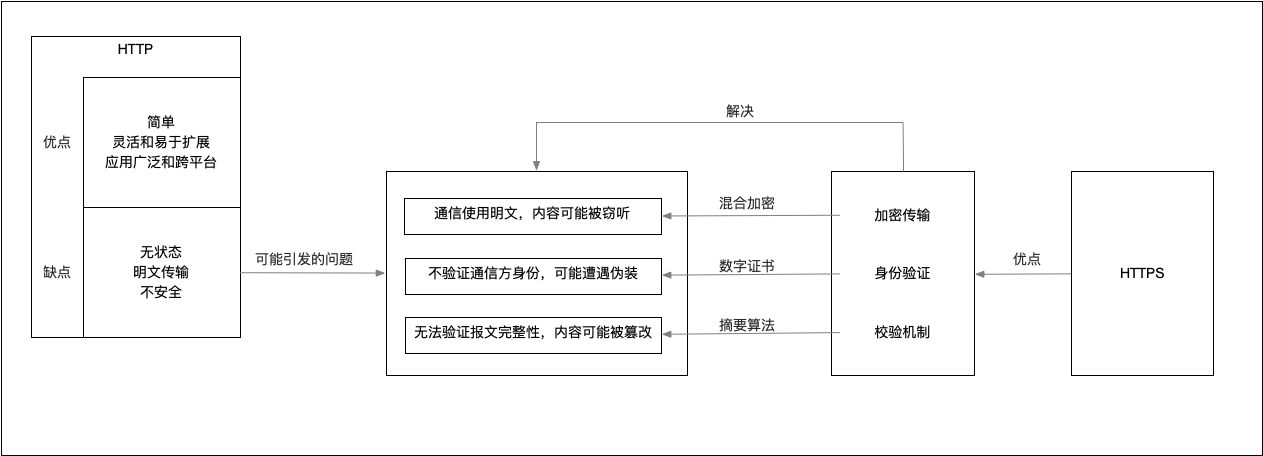 HTTP
优点
简单
灵活和易于扩展
应用广泛和跨平台
缺点
无状态
明文传输
不安全
可能引发的问题
解决
通信使用明文，内容可能被窃听
不验证通信方身份，可能遭遇伪装
无法验证报文完整性，内容可能被篡改
混合加密
数字证书
摘要算法
加密传输
身份验证
校验机制
优点
HTTPS